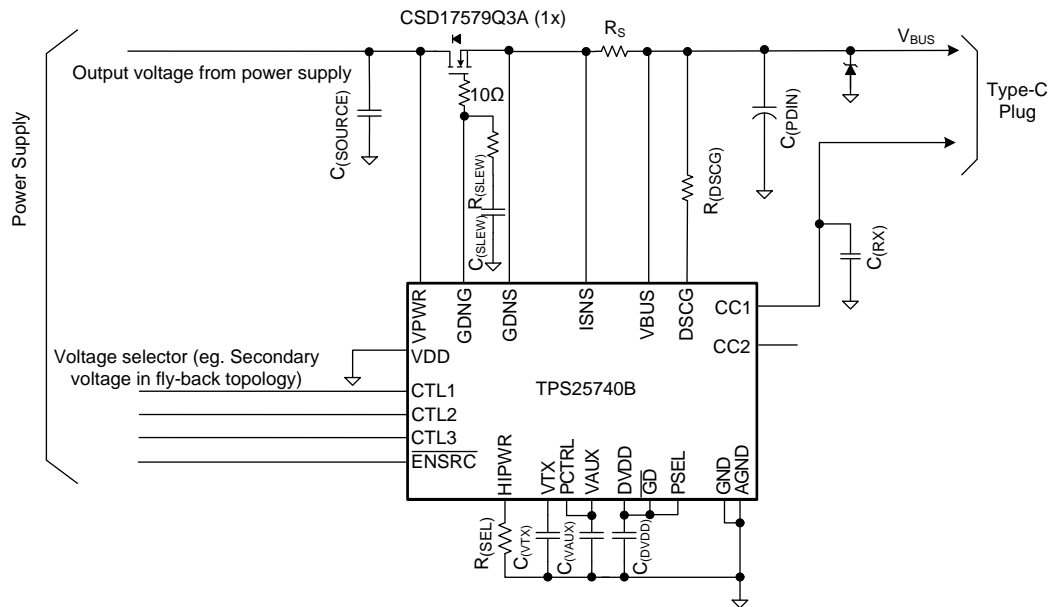 CSD17579Q3A (1x)
RS
VBUS
Output voltage from power supply
10Ω
Type-C
Plug
C(SOURCE)
R(SLEW)
C(SLEW)
R(DSCG)
C(PDIN)
C(RX)
Power Supply
VPWR
GDNG
GDNS
ISNS
VBUS
DSCG
CC1
CC2
VDD
Voltage selector (eg. Secondary
voltage in fly-back topology)
CTL1
CTL2
CTL3
ENSRC
TPS25740B
HIPWR
VTX
PCTRL
VAUX
DVDD
GD
PSEL
GND
AGND
R(SEL)
C(VTX)
C(VAUX)
C(DVDD)